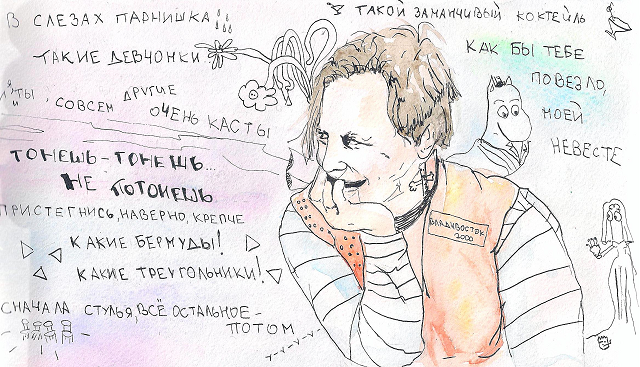 В СЛЕЗАХ ПАРНИШКА
ТАКИЕ ДЕВЧОНКИ
И ТЫ, СОВСЕМ ДРУГИЕ
ОЧЕНЬ КАСТЫ
ТОНЕШЬ-ТОНЕШЬ...
НЕ ПОТОНЕШЬ
ПРИСТЕГНИСЬ, НАВЕРНО, КРЕПЧЕ
КАКИЕ БЕРМУДЫ!
КАКИЕ ТРЕУГОЛЬНИКИ!
СНАЧАЛА СТУЛЬЯ, ВСЁ ОСТАЛЬНОЕ-
ПОТОМ
ТАКОЙ ЗАМАНЧИВЫЙ КОКТЕЙЛЬ
КАК БЫ ТЕБЕ
ПОВЕЗЛО,
МОЕЙ
НЕВЕСТЕ
ВЛАДИВОСТОК
2000